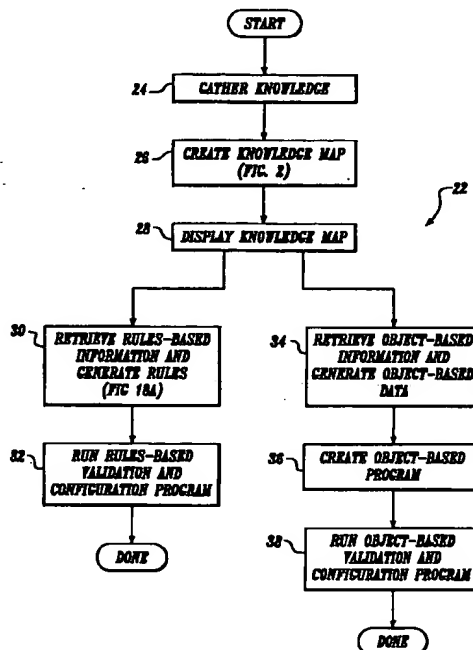 START
24
GATHER KNOWLEDGE
26
CREATE KNOWLEDGE MAP
(FIG. 2)
22
28
DISPLAY KNOWLEDGE MAP
30
RETRIEVE RULES-BASED
INFORMATION AND
GENERATE RULES
(FIG 18A)
34
RETRIEVE OBJECT-BASED
INFORMATION AND
GENERATE OBJECT-BASED
DATA
32
RUN RULES-BASED
VALIDATION AND
CONFIGURATION PROGRAM
36
CREATE OBJECT-BASED
PROGRAM
DONE
38
RUN OBJECT-BASED
VALIDATION AND
CONFIGURATION PROGRAM
DONE